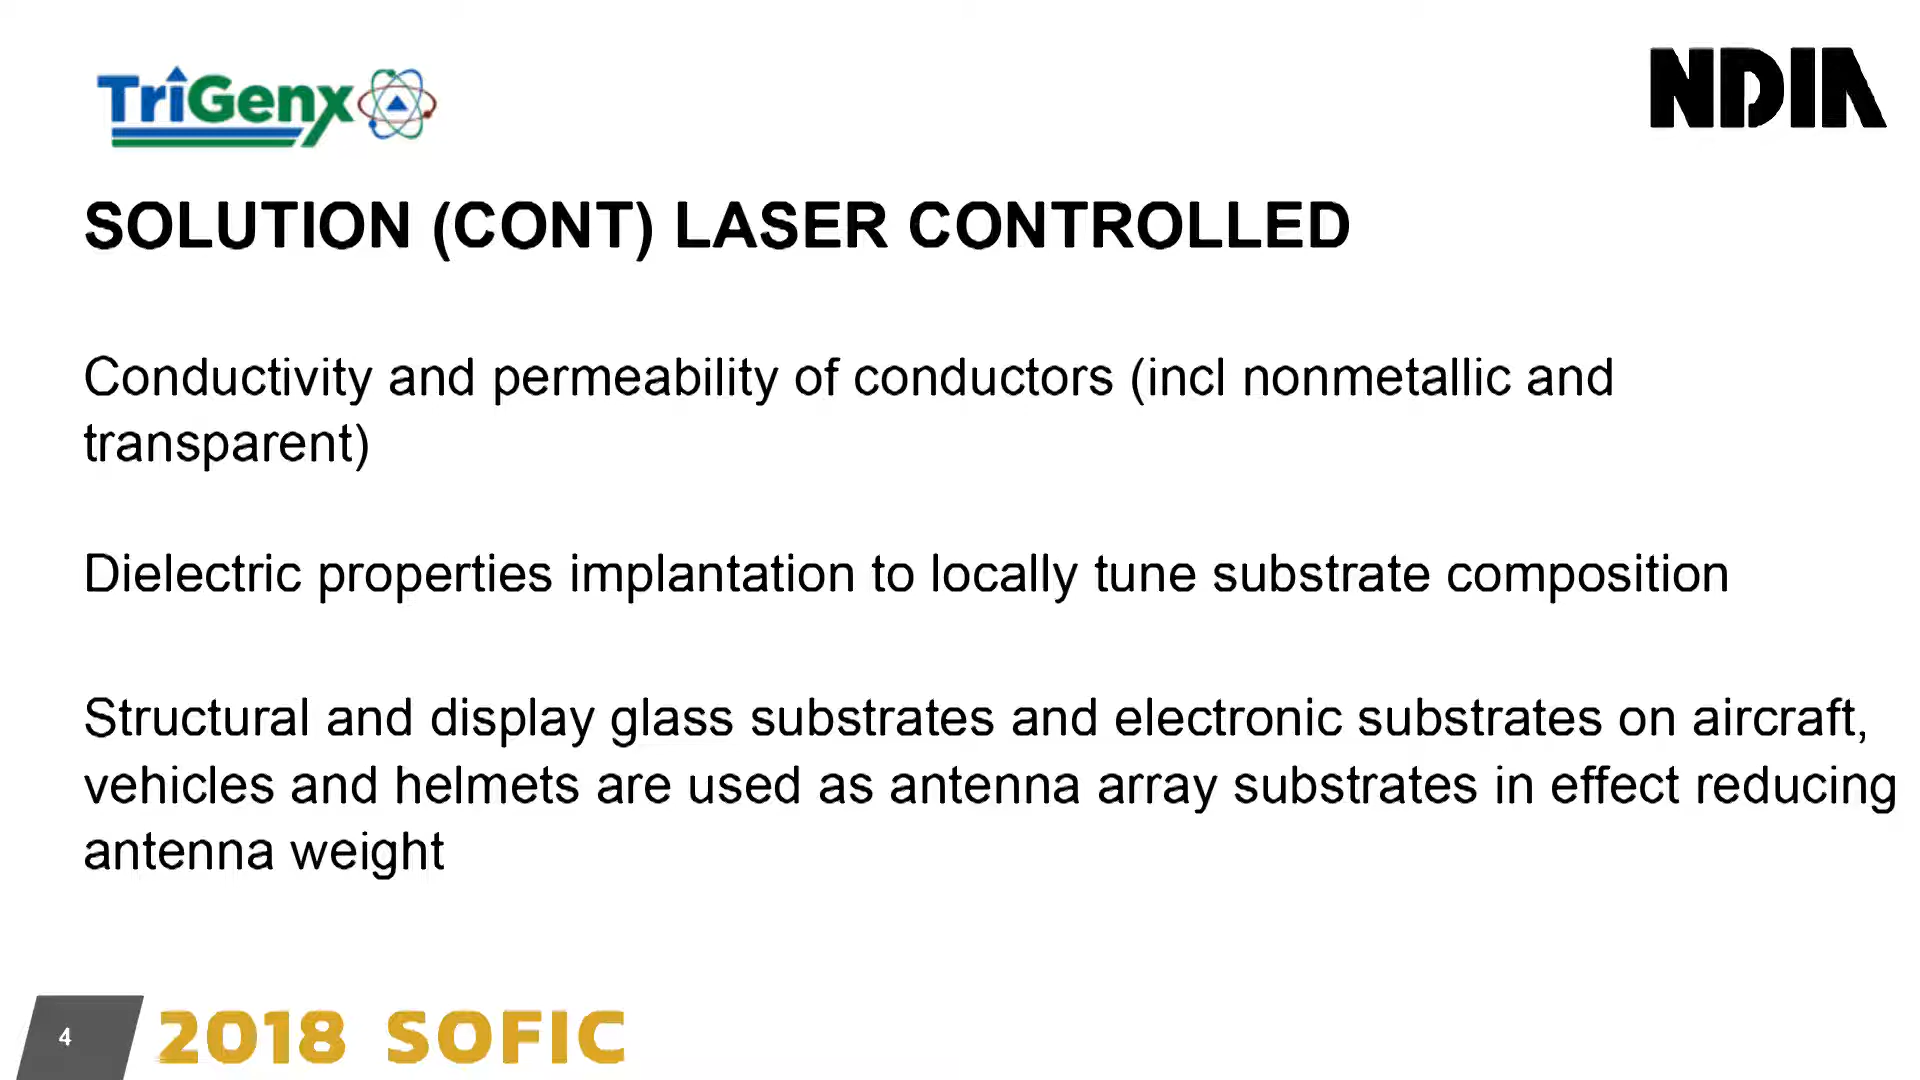 TriGenx
NDIA
SOLUTION (CONT) LASER CONTROLLED
Conductivity and permeability of conductors (incl nonmetallic and
transparent)
Dielectric properties implantation to locally tune substrate composition
Structural and display glass substrates and electronic substrates on aircraft,
vehicles and helmets are used as antenna array substrates in effect reducing
antenna weight
4
2018 SOFIC